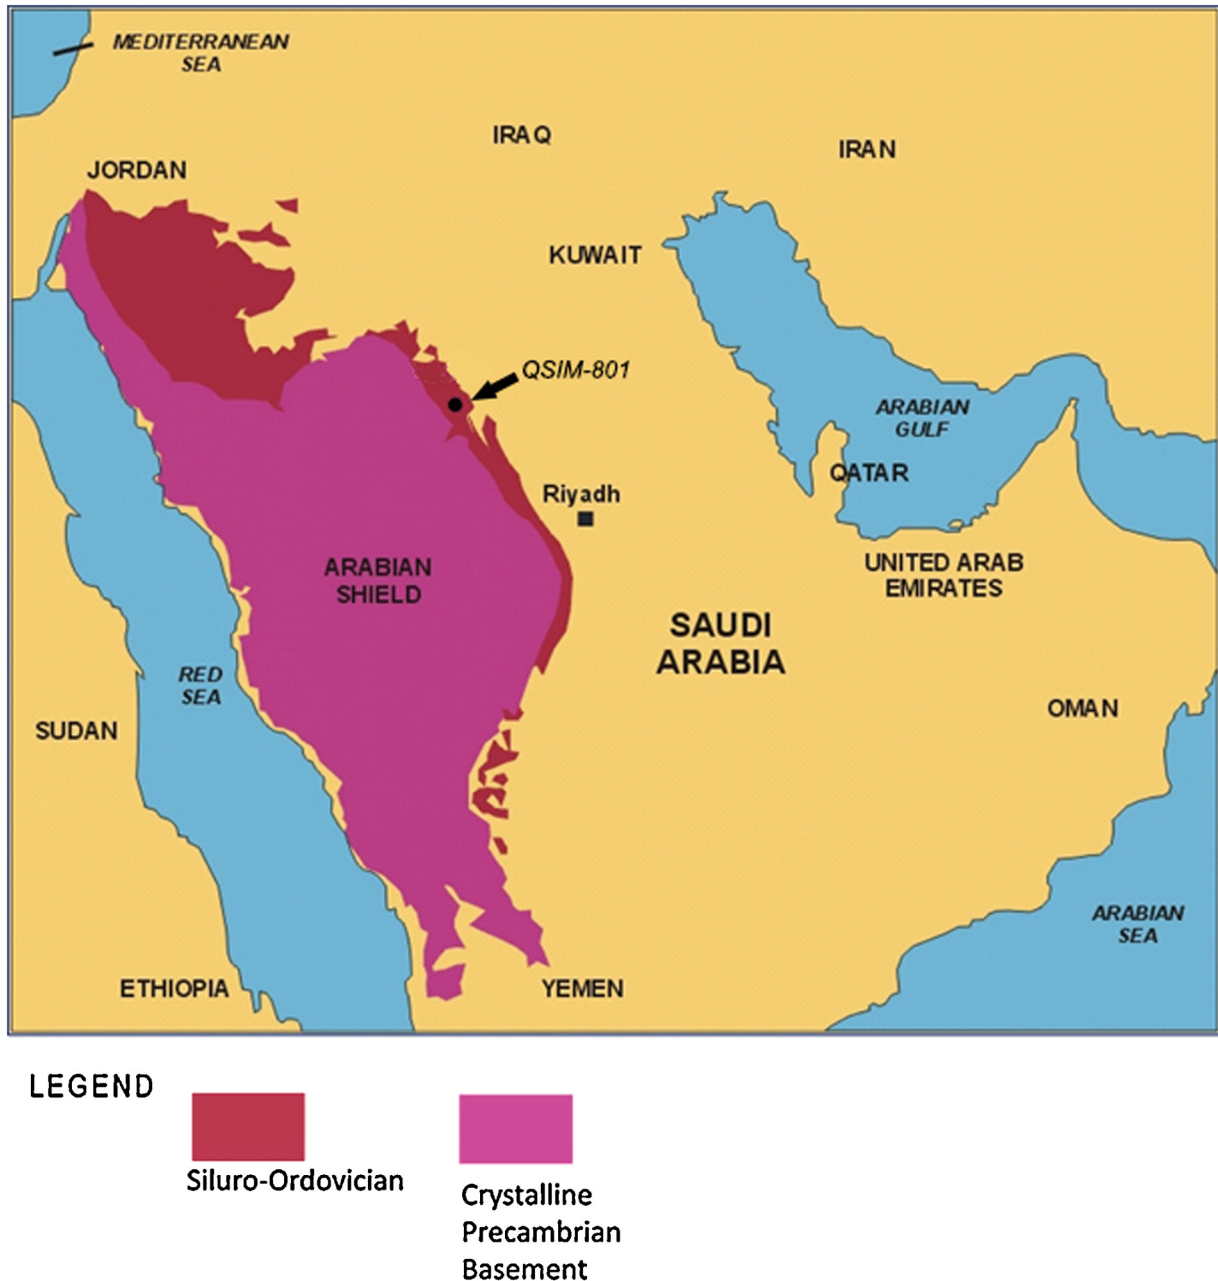 MEDITERRANEAN
SEA
IRAQ
IRAN
JORDAN
KUWAIT
QSIM-801
ARABIAN
GULF
QATAR
Riyadh
UNITED ARAB
EMIRATES
ARABIAN
SHIELD
SAUDI
ARABIA
RED
SEA
OMAN
SUDAN
ARABIAN
SEA
ETHIOPIA
YEMEN
LEGEND
Siluro-Ordovician
Crystalline
Precambrian
Basement